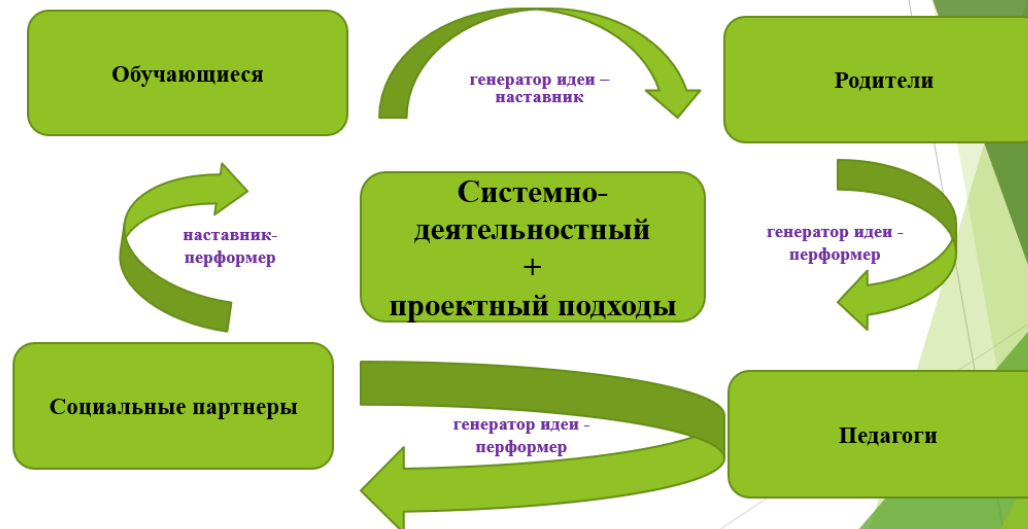 Обучающиеся
генератор идеи –
наставник
Родители
Системно-
деятельностный
+
проектный подходы
наставник-
перформер
генератор идеи -
перформер
Социальные партнеры
генератор идеи -
перформер
Педагоги